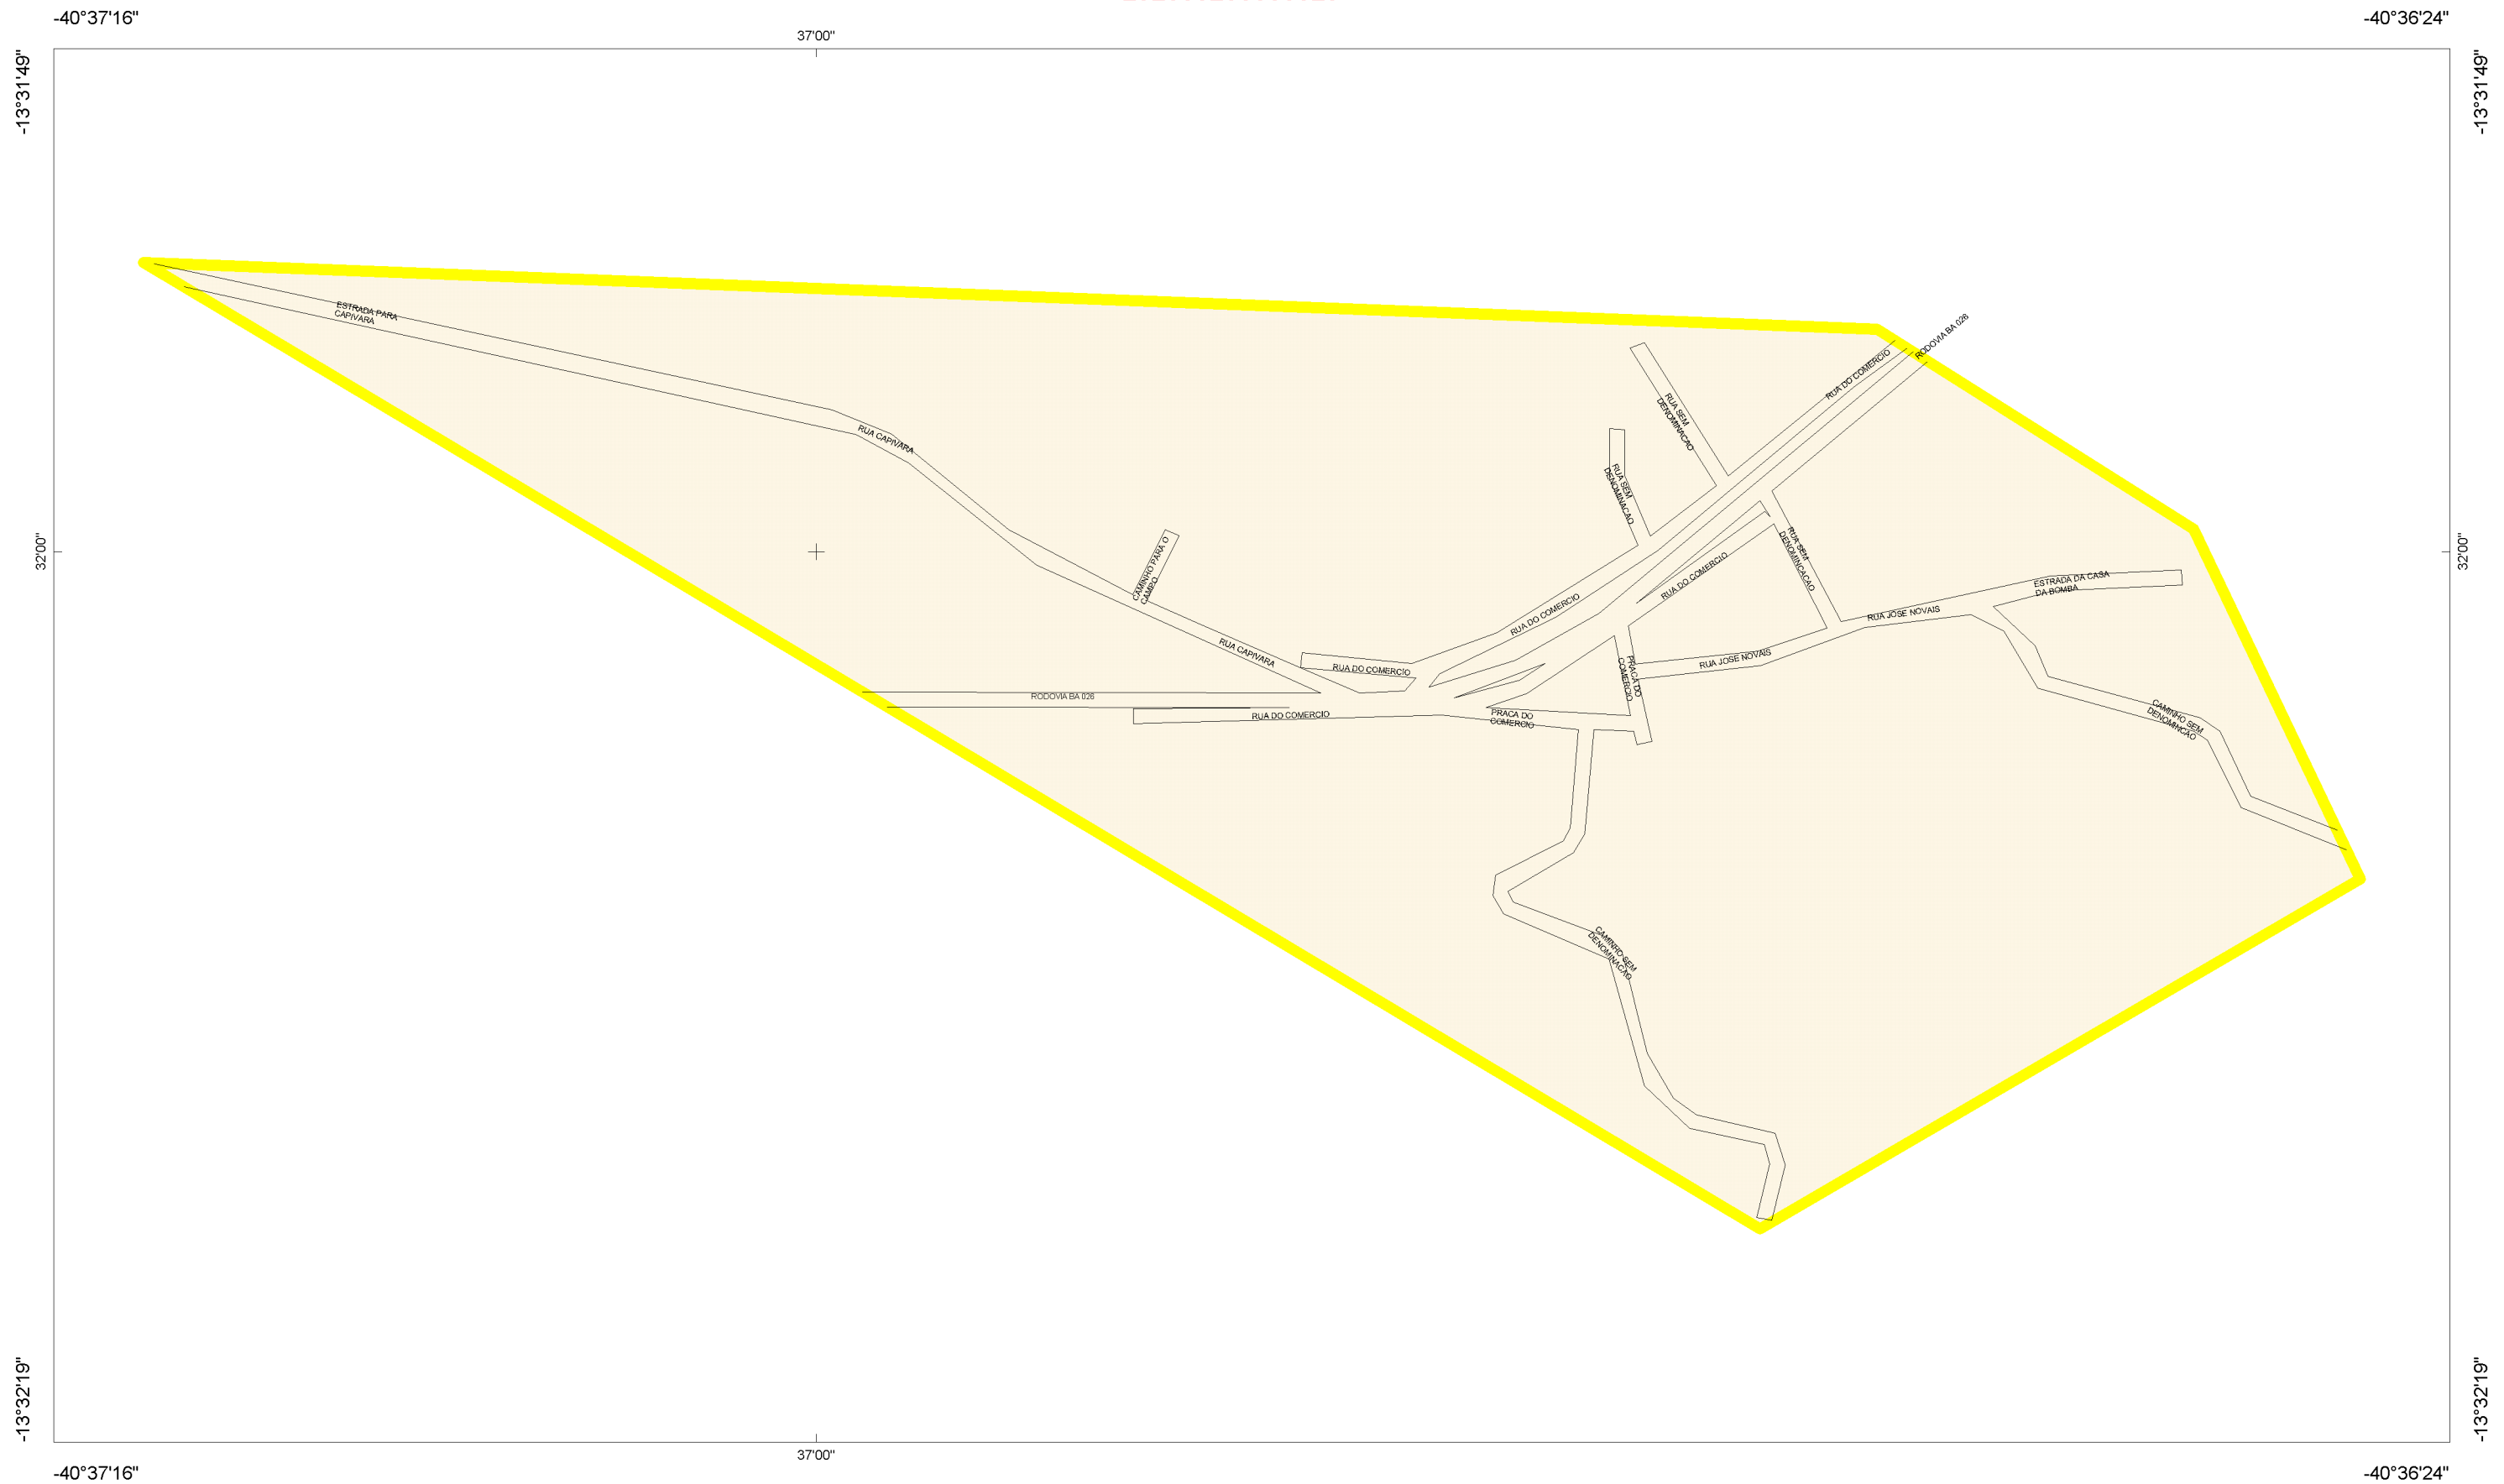 -40°37'16"
-40°36'24"
37'00"
-13°31'49"
-13°31'49"
ESTRADA PARA
CAPIVARA
RODOVIA BA 026
RUA DO COMERCIO
RUA SEM
DENOMINACAO
RUA CAPIVARA
RUA SEM
DENOMINACAO
32'00"
32'00"
CAMINHO PARA O
CAMPO
RUA SEM
DENOMINCACAO
RUA DO COMERCIO
ESTRADA DA CASA
DA BOMBA
RUA JOSE NOVAIS
RUA DO COMERCIO
RUA CAPIVARA
RUA JOSE NOVAIS
RUA DO COMERCIO
PRACA DO
COMERCIO
RODOVIA BA 026
RUA DO COMERCIO
PRACA DO
COMERCIO
CAMINHO SEM
DENOMINCAO
CAMINHO SEM
DENOMINACAO
-13°32'19"
-13°32'19"
37'00"
-40°37'16"
-40°36'24"